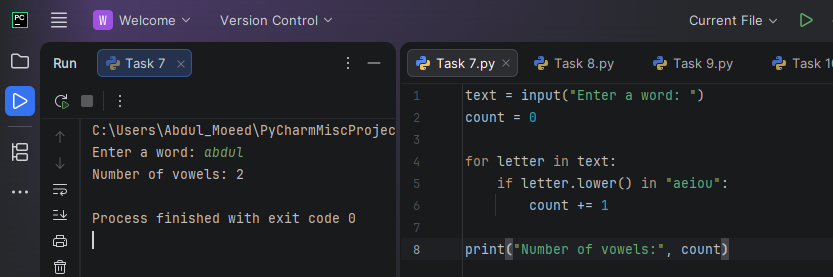 PC
W Welcome Version Control Current File
Run Task 7 Task 7.py Task 8.py Task 9.py Task 10
C:\Users\Abdul_Moeed\PyCharmMiscProjec
Enter a word: abdul
Number of vowels: 2
Process finished with exit code 0
1 text = input("Enter a word: ")
2 count = 0
3
4 for letter in text:
5 if letter.lower() in "aeiou":
6 count += 1
7
8 print("Number of vowels:", count)